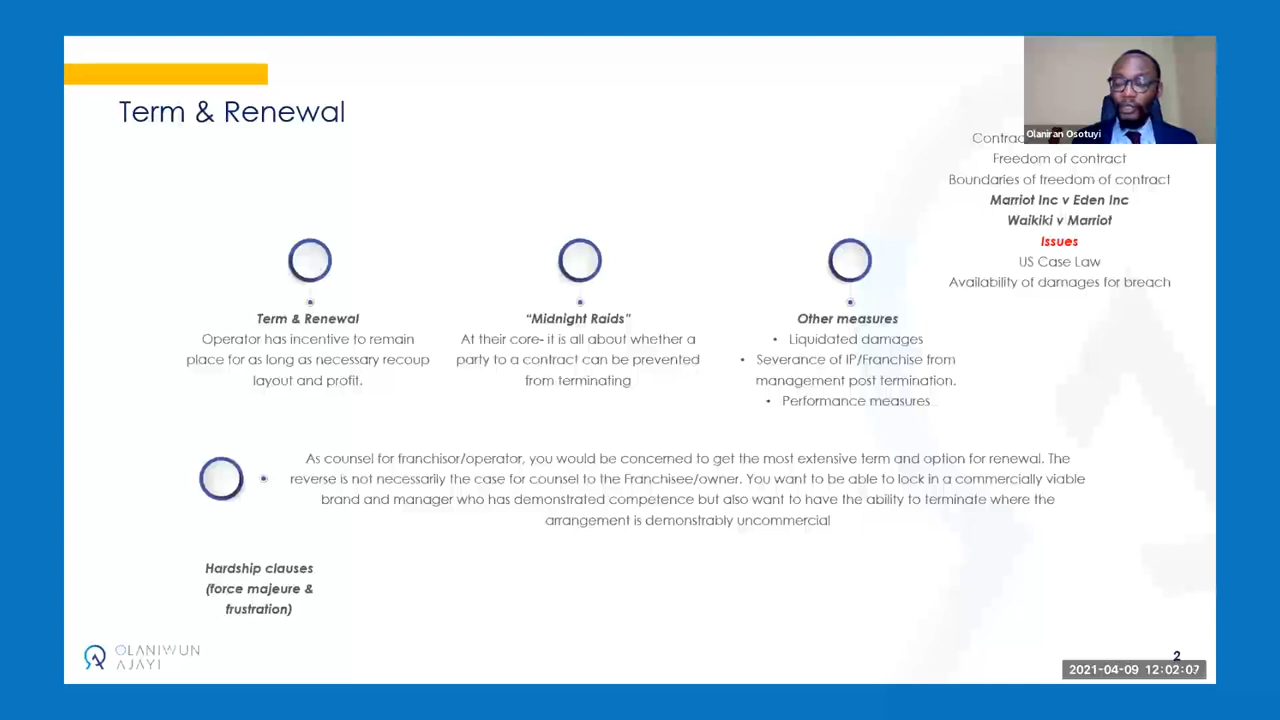 Term & Renewal
Olaniran Osotuyi
Freedom of contract
Boundaries of freedom of contract
Marriot Inc v Eden Inc
Waikiki v Marriot
Issues
US Case Law
Availability of damages for breach
Term & Renewal
Operator has incentive to remain
place for as long as necessary recoup
layout and profit.
“Midnight Raids”
At their core- it is all about whether a
party to a contract can be prevented
from terminating
Other measures
• Liquidated damages
• Severance of IP/Franchise from
management post termination.
• Performance measures
As counsel for franchisor/operator, you would be concerned to get the most extensive term and option for renewal. The
reverse is not necessarily the case for counsel to the Franchisee/owner. You want to be able to lock in a commercially viable
brand and manager who has demonstrated competence but also want to have the ability to terminate where the
arrangement is demonstrably uncommercial
Hardship clauses
(force majeure &
frustration)
OLANIWUN
AJAYI
2
2021-04-09 12:02:07